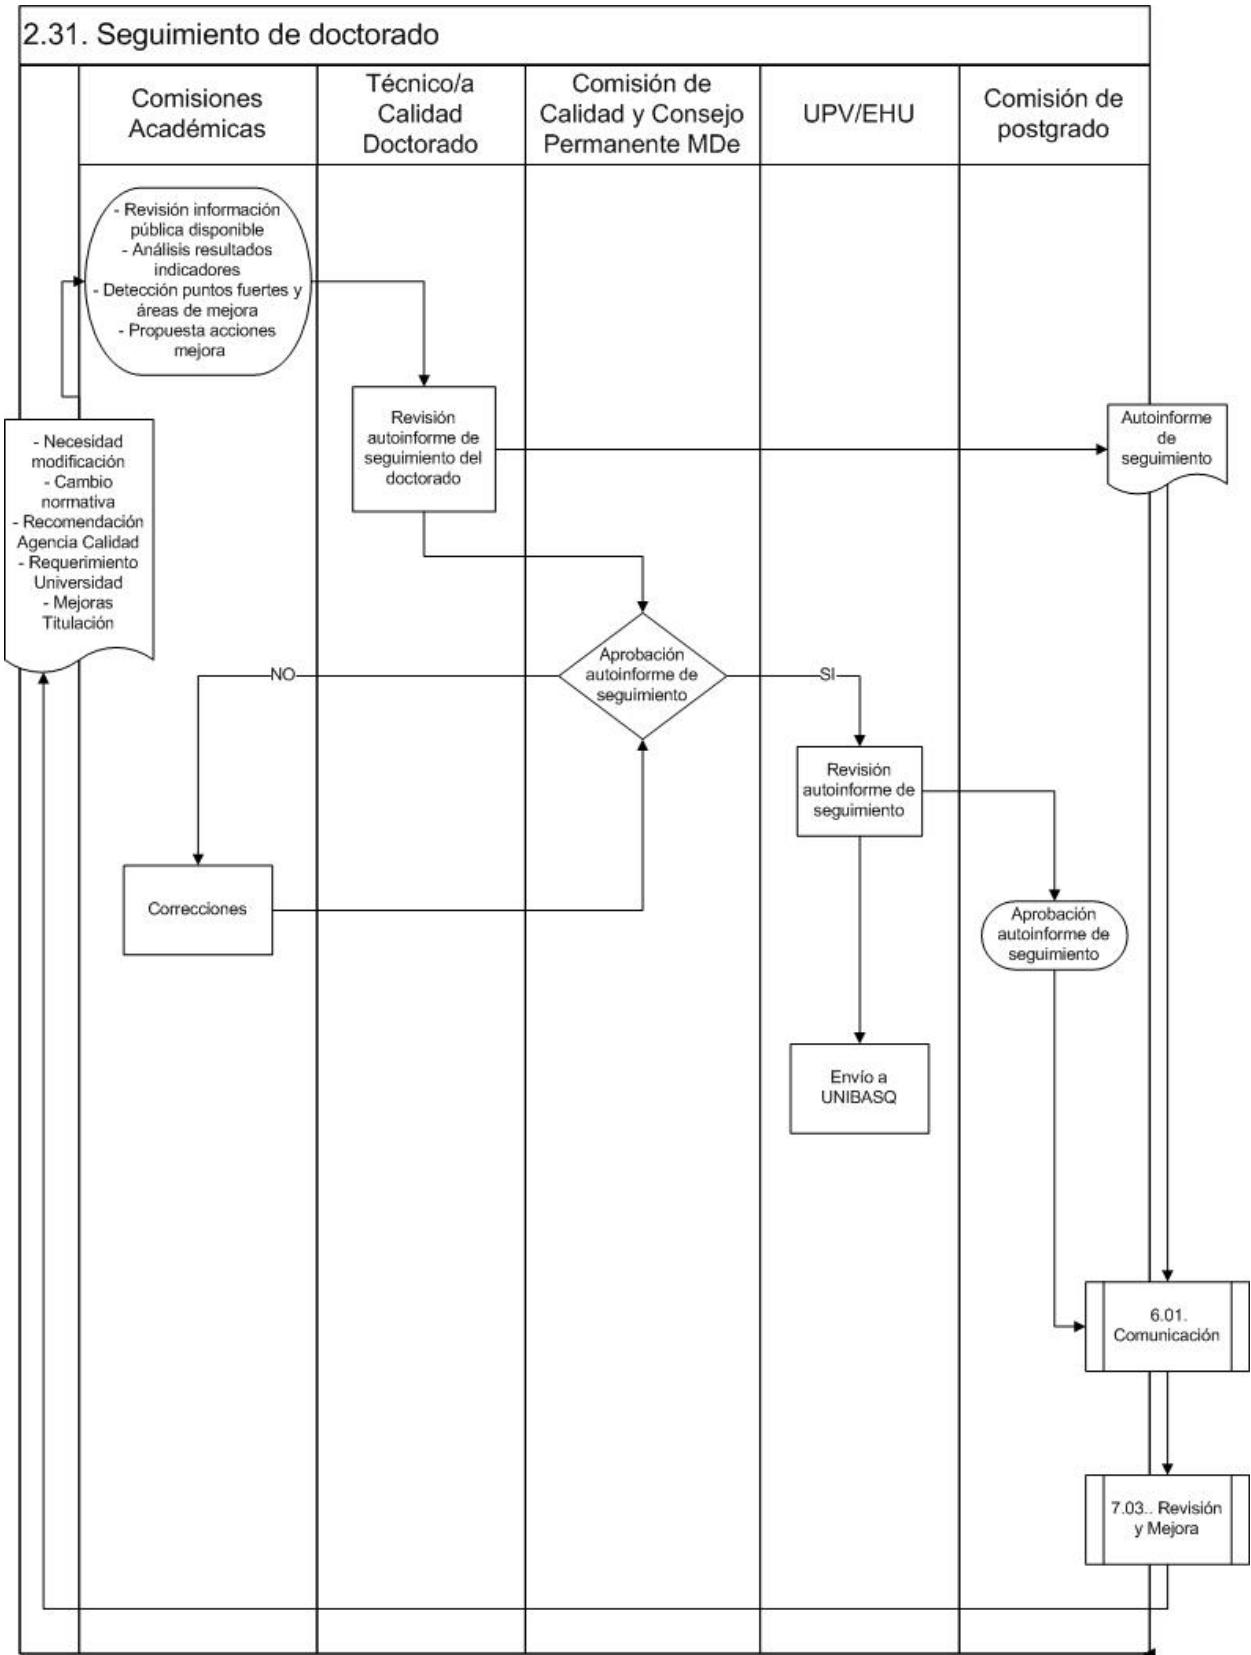 2.31. Seguimiento de doctorado
Comisiones
Académicas
Técnico/a
Calidad
Doctorado
Comisión de
Calidad y Consejo
Permanente MDe
UPV/EHU
Comisión de
postgrado
- Revisión información
pública disponible
- Análisis resultados
indicadores
- Detección puntos fuertes y
áreas de mejora
- Propuesta acciones
mejora
Revisión
autoinforme de
seguimiento del
doctorado
Autoinforme
de
seguimiento
- Necesidad
modificación
- Cambio
normativa
- Recomendación
Agencia Calidad
- Requerimiento
Universidad
- Mejoras
Titulación
NO
Aprobación
autoinforme de
seguimiento
SI
Revisión
autoinforme de
seguimiento
Correcciones
Aprobación
autoinforme de
seguimiento
Envío a
UNIBASQ
6.01.
Comunicación
7.03.. Revisión
y Mejora